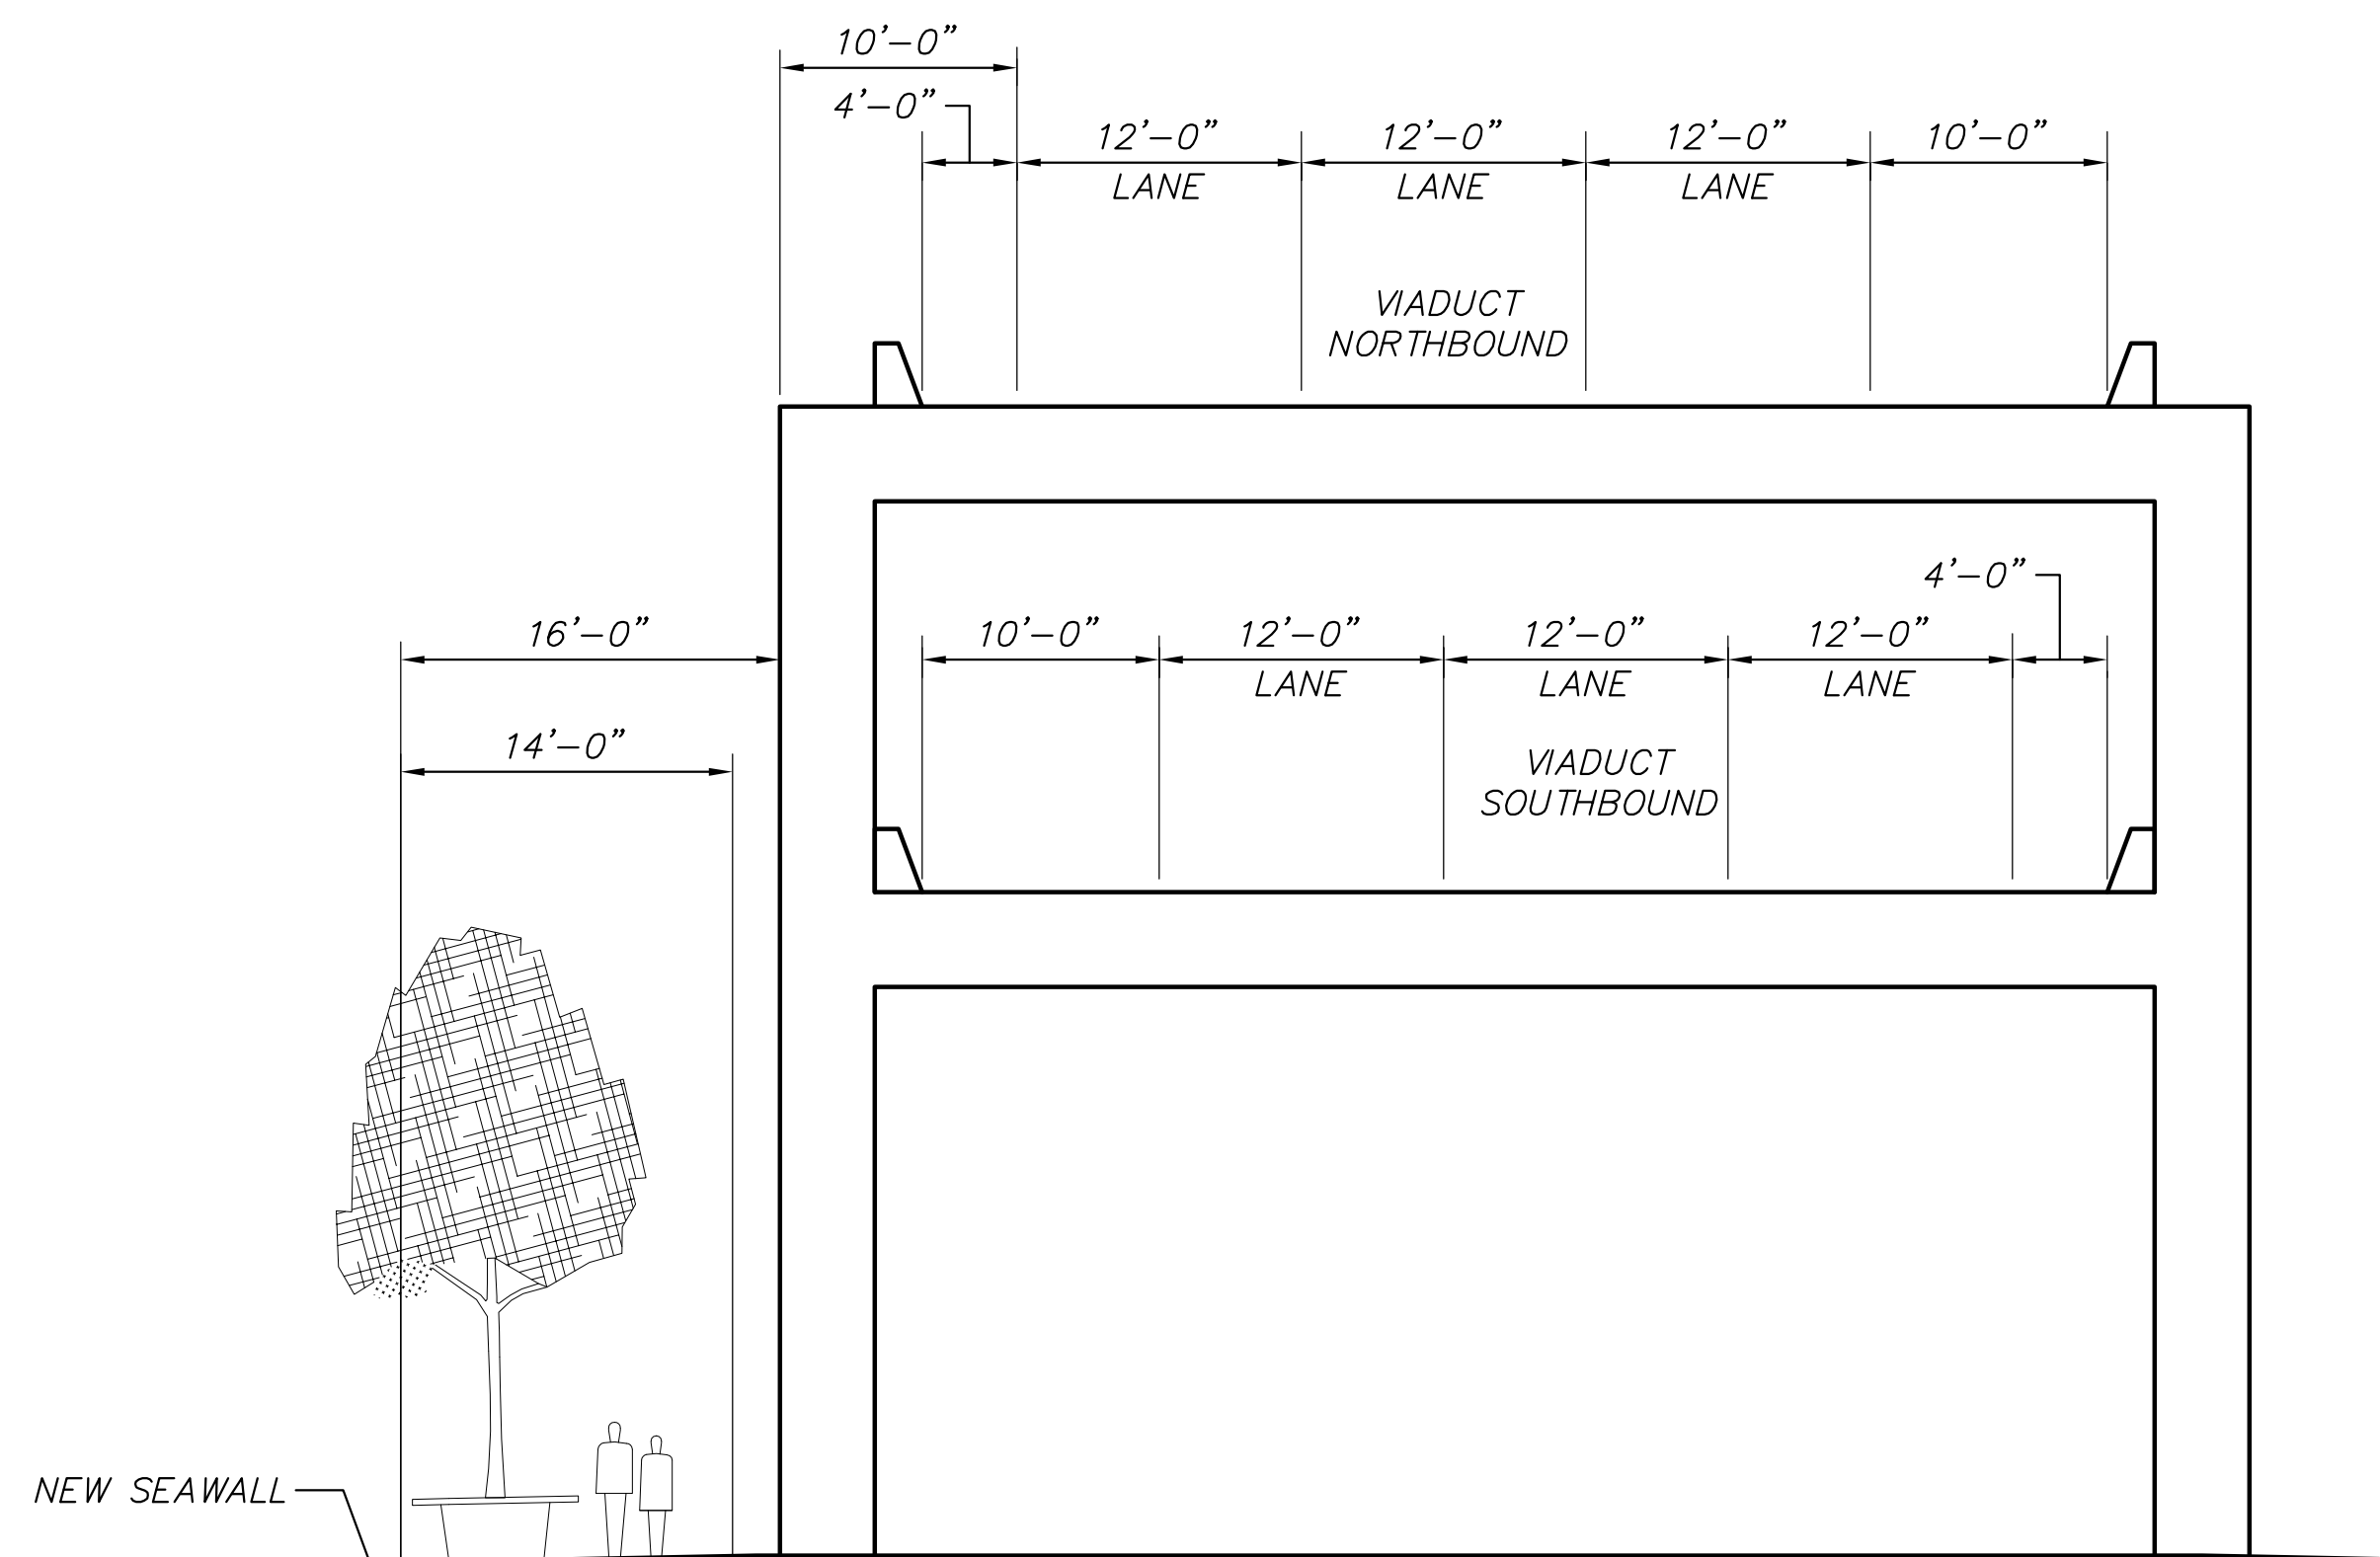 10'-0"
4'-0"
12'-0" 12'-0" 12'-0" 10'-0"
LANE LANE LANE
VIADUCT
NORTHBOUND
4'-0"
16'-0" 10'-0" 12'-0" 12'-0" 12'-0"
LANE LANE LANE
14'-0"
VIADUCT
SOUTHBOUND
NEW SEAWALL